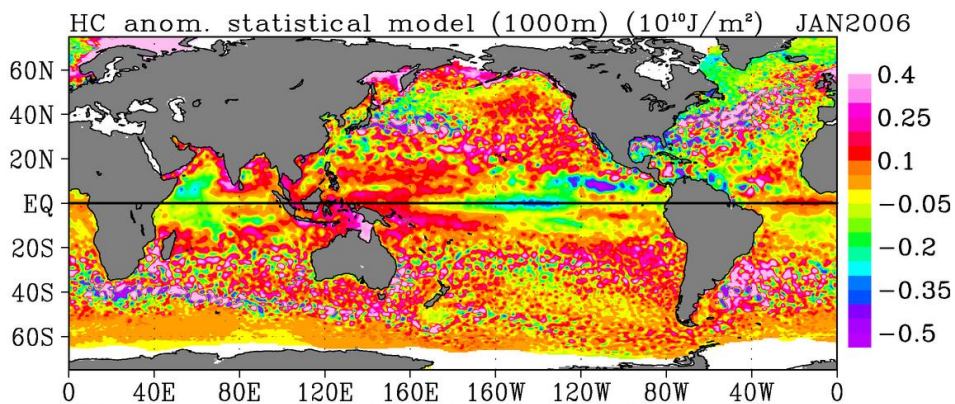 HC anom. statistical model (1000m) (10¹⁰J/m²) JAN2006
60N
40N
20N
EQ
20S
40S
60S
0 40E 80E 120E 160E 160W 120W 80W 40W 0
0.4
0.25
0.1
-0.05
-0.2
-0.35
-0.5